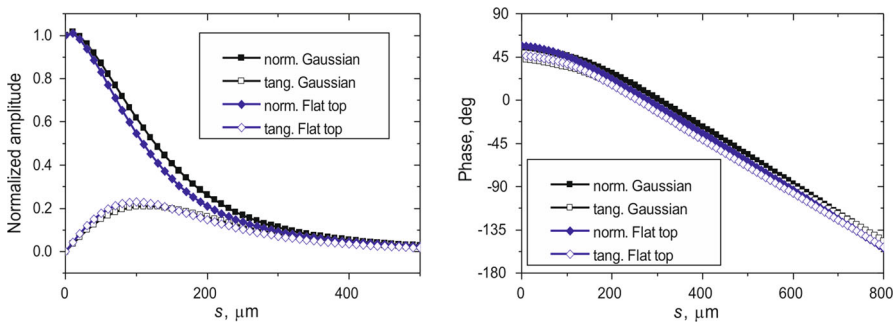 1.0
0.8
0.6
0.4
0.2
0.0
Normalized amplitude
norm. Gaussian
tang. Gaussian
norm. Flat top
tang. Flat top
0
200
400
s, μm
90
45
0
-45
-90
-135
-180
Phase, deg
norm. Gaussian
tang. Gaussian
norm. Flat top
tang. Flat top
0
200
400
600
800
s, μm